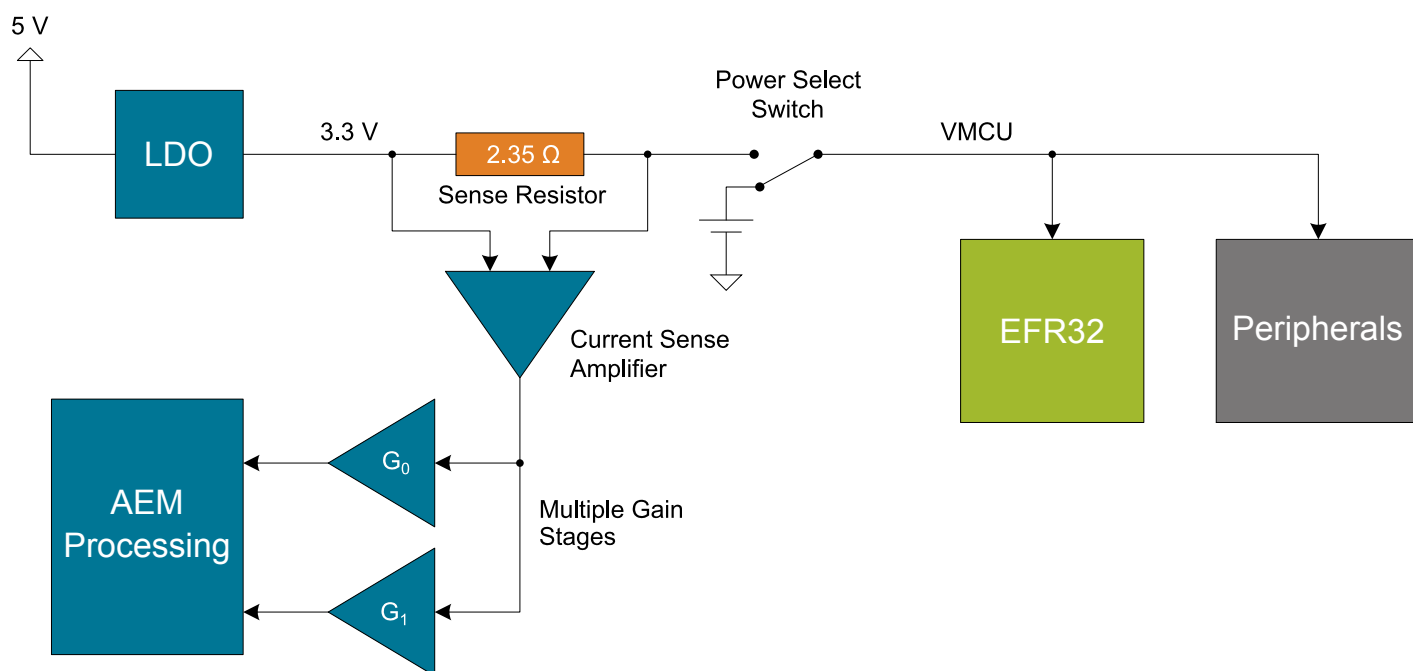 5 V
LDO
3.3 V
2.35 Ω
Sense Resistor
Power Select
Switch
VMCU
EFR32
Peripherals
Current Sense
Amplifier
AEM
Processing
G₀
G₁
Multiple Gain
Stages